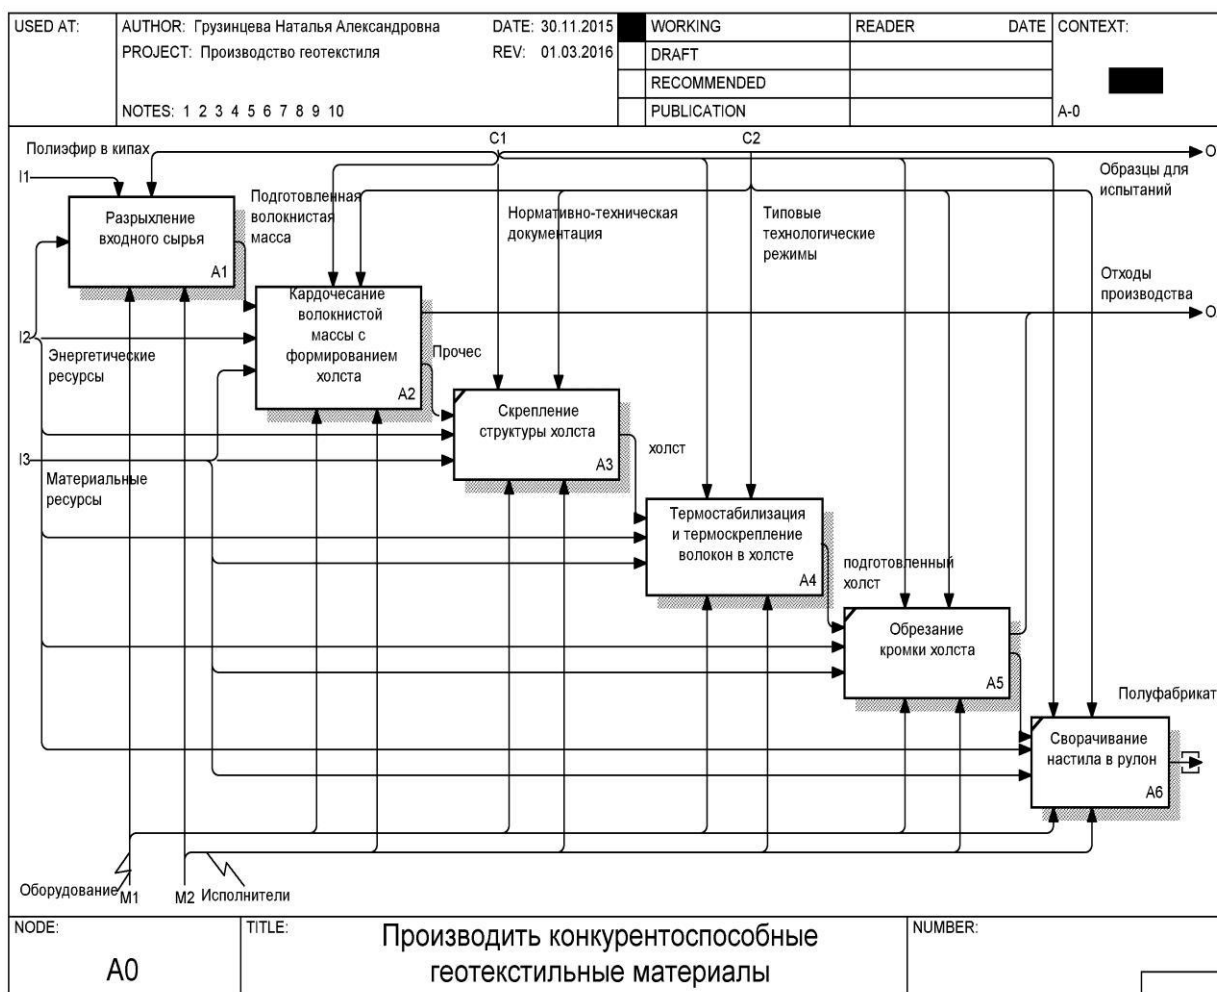 USED AT:
AUTHOR: Грузинцева Наталья Александровна
DATE: 30.11.2015
PROJECT: Производство геотекстиля
REV: 01.03.2016
NOTES: 1 2 3 4 5 6 7 8 9 10
WORKING
DRAFT
RECOMMENDED
PUBLICATION
READER
DATE
CONTEXT:
A-0
C1
C2
Полиэфир в кипах
I1
O
Образцы для
испытаний
Разрыхление
входного сырья
A1
Подготовленная
волокнистая
масса
Нормативно-техническая
документация
Типовые
технологические
режимы
Отходы
производства
O
Кардочесание
волокнистой
массы с
формированием
холста
A2
I2
Энергетические
ресурсы
Прочес
Скрепление
структуры холста
A3
I3
Материальные
ресурсы
холст
Термостабилизация
и термоскрепление
волокон в холсте
A4
подготовленный
холст
Обрезание
кромки холста
A5
Полуфабрикат
Сворачивание
настила в рулон
A6
Оборудование
M1
M2
Исполнители
NODE:
A0
TITLE:
Производить конкурентоспособные
геотекстильные материалы
NUMBER: